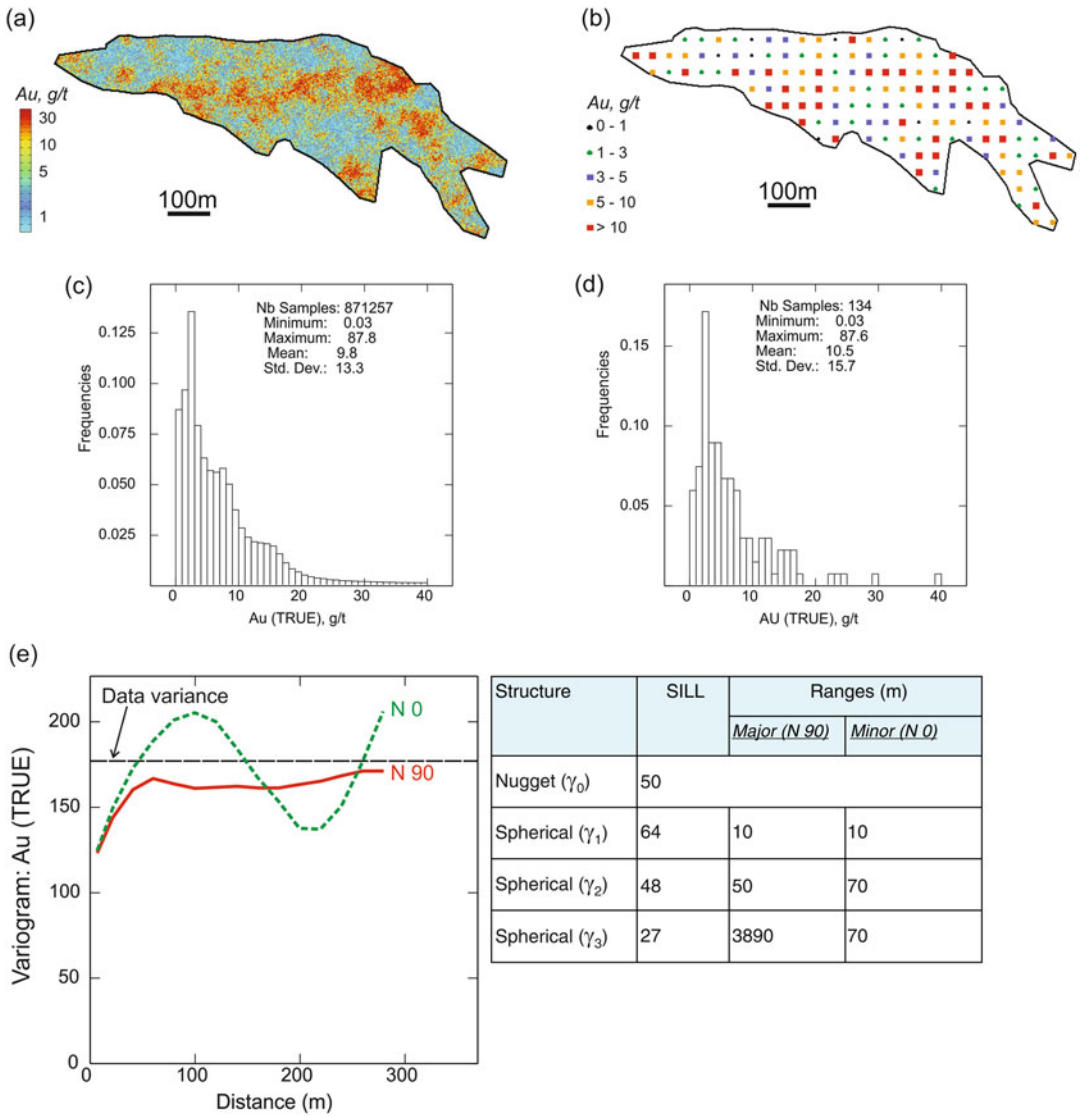 (a)
Au, g/t
30
10
5
1
100m
(b)
Au, g/t
0 - 1
1 - 3
3 - 5
5 - 10
> 10
100m
(c)
Nb Samples: 871257
Minimum: 0.03
Maximum: 87.8
Mean: 9.8
Std. Dev.: 13.3
Frequencies
0.125
0.100
0.075
0.050
0.025
0 10 20 30 40
Au (TRUE), g/t
(d)
Nb Samples: 134
Minimum: 0.03
Maximum: 87.6
Mean: 10.5
Std. Dev.: 15.7
Frequencies
0.15
0.10
0.05
0 10 20 30 40
AU (TRUE), g/t
(e)
Data variance
N 0
N 90
Variogram: Au (TRUE)
200
150
100
50
0
0 100 200 300
Distance (m)
Structure SILL Ranges (m)
Major (N 90) Minor (N 0)
Nugget (γ0) 50
Spherical (γ1) 64 10 10
Spherical (γ2) 48 50 70
Spherical (γ3) 27 3890 70